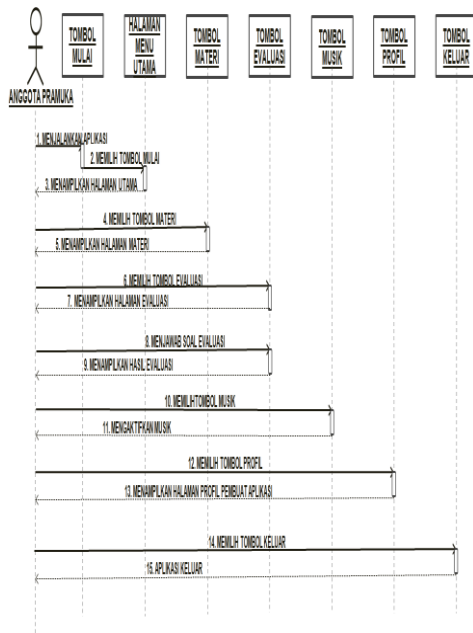 TOMBOL
MULAI
HALAMAN
MENU
UTAMA
TOMBOL
MATERI
TOMBOL
EVALUASI
TOMBOL
MUSIK
TOMBOL
PROFIL
TOMBOL
KELUAR
ANGGOTA PRAMUKA
1. MENJALANKAN APLIKASI
2. MEMILIH TOMBOL MULAI
3. MENAMPILKAN HALAMAN UTAMA
4. MEMILIH TOMBOL MATERI
5. MENAMPILKAN HALAMAN MATERI
6. MEMILIH TOMBOL EVALUASI
7. MENAMPILKAN HALAMAN EVALUASI
8. MENJAWAB SOAL EVALUASI
9. MENAMPILKAN HASIL EVALUASI
10. MEMILIH TOMBOL MUSIK
11. MENGAKTIFKAN MUSIK
12. MEMILIH TOMBOL PROFIL
13. MENAMPILKAN HALAMAN PROFIL PEMBUAT APLIKASI
14. MEMILIH TOMBOL KELUAR
15. APLIKASI KELUAR